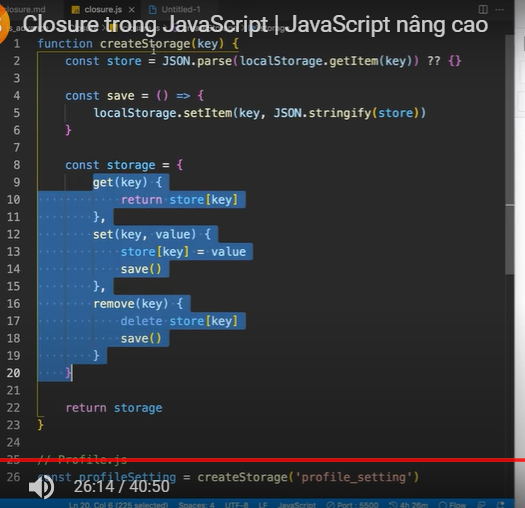 closure.md
closure.js
Untitled-1
Closure trong JavaScript | JavaScript nâng cao
1 function createStorage(key) {
2 const store = JSON.parse(localStorage.getItem(key)) ?? {}
3
4 const save = () => {
5 localStorage.setItem(key, JSON.stringify(store))
6 }
7
8 const storage = {
9 get(key) {
10 return store[key]
11 },
12 set(key, value) {
13 store[key] = value
14 save()
15 },
16 remove(key) {
17 delete store[key]
18 save()
19 }
20 }
21
22 return storage
23 }
24
25 // Profile.js
26 const profileSetting = createStorage('profile_setting')
26:14 / 40:50
Ln 20, Col 6 (212 selected) Spaces: 4 UTF-8 LF JavaScript Port : 5500 4h 26m Flow